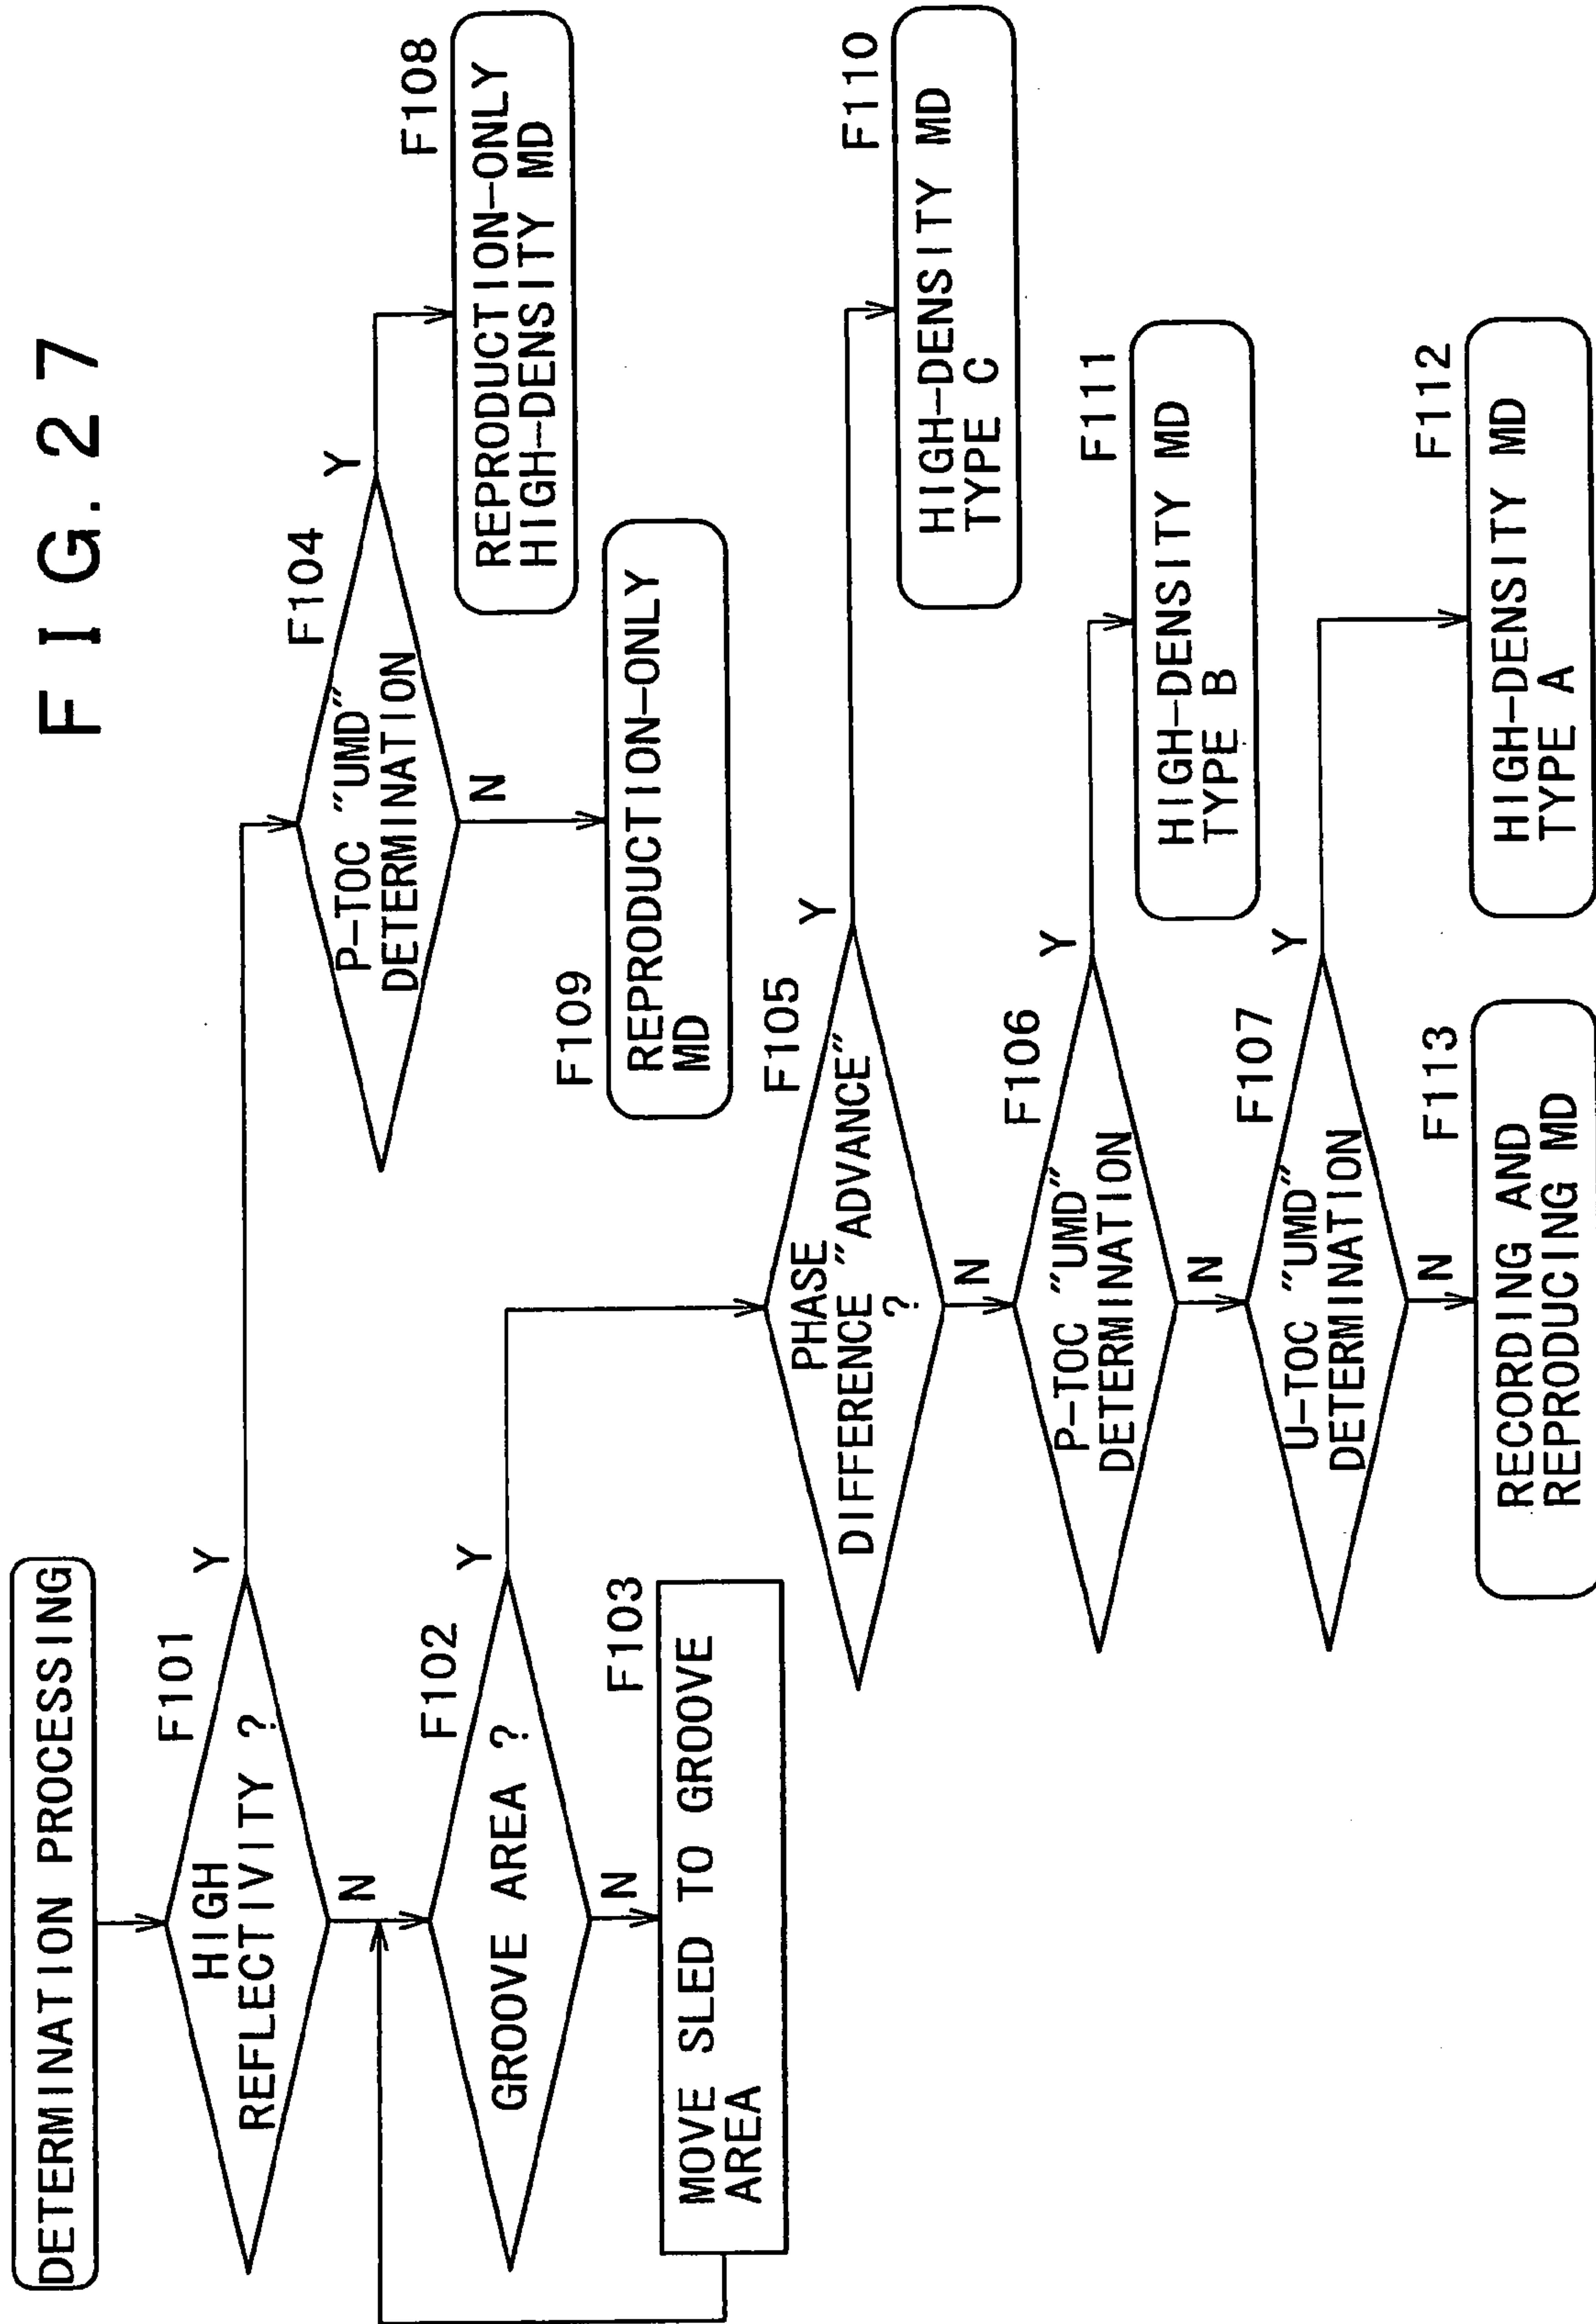 F I G. 2 7
DETERMINATION PROCESSING
F101
HIGH
REFLECTIVITY ?
Y
N
F102
GROOVE AREA ?
Y
N
F103
MOVE SLED TO GROOVE
AREA
F104
P-TOC "UMD"
DETERMINATION
Y
N
F108
REPRODUCTION-ONLY
HIGH-DENSITY MD
F109
REPRODUCTION-ONLY
MD
F105
PHASE
DIFFERENCE "ADVANCE"
?
Y
N
F110
HIGH-DENSITY MD
TYPE C
F106
P-TOC "UMD"
DETERMINATION
Y
N
F111
HIGH-DENSITY MD
TYPE B
F107
U-TOC "UMD"
DETERMINATION
Y
N
F112
HIGH-DENSITY MD
TYPE A
F113
RECORDING AND
REPRODUCING MD